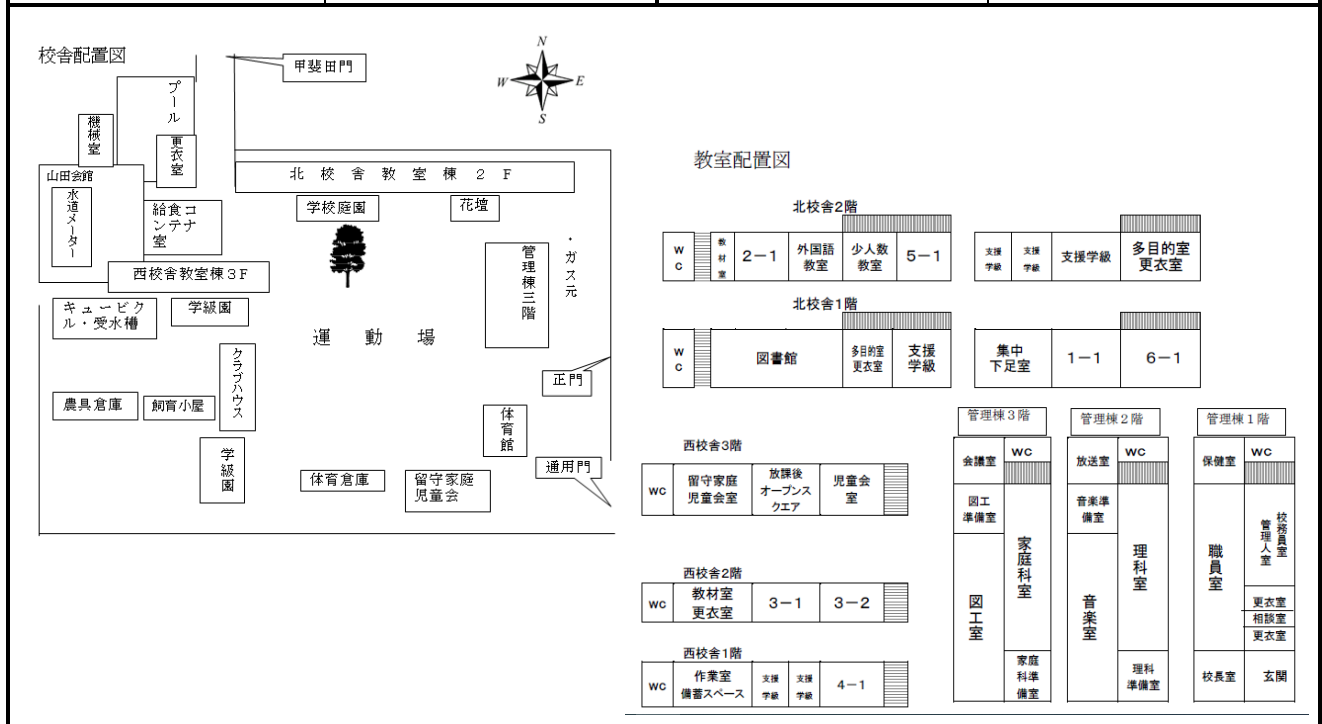 校舎配置図
甲斐田門
N
W
E
S
プール
機械室
更衣室
山田会館
水道メーター
給食コ
ンテナ
室
北校舎教室棟2F
学校庭園
花壇
・ガス元
管理棟三階
西校舎教室棟3F
キュービク
ル・受水槽
学級園
運動場
クラブハウス
正門
農具倉庫
飼育小屋
体育館
学級園
体育倉庫
留守家庭
児童会
通用門
教室配置図
北校舎2階
WC
教材室
2-1
外国語
教室
少人数
教室
5-1
支援
学級
支援
学級
支援学級
多目的室
更衣室
北校舎1階
WC
図書館
多目的室
更衣室
支援
学級
集中
下足室
1-1
6-1
西校舎3階
WC
留守家庭
児童会室
放課後
オープンス
クエア
児童会
室
西校舎2階
WC
教材室
更衣室
3-1
3-2
西校舎1階
WC
作業室
備蓄スペース
支援
学級
支援
学級
4-1
管理棟3階
会議室
WC
図工
準備室
家庭科室
図工室
家庭
科準
備室
管理棟2階
放送室
WC
音楽準
備室
理科室
音楽室
理科
準備室
管理棟1階
保健室
WC
職員室
校務員室
管理人室
更衣室
相談室
更衣室
校長室
玄関